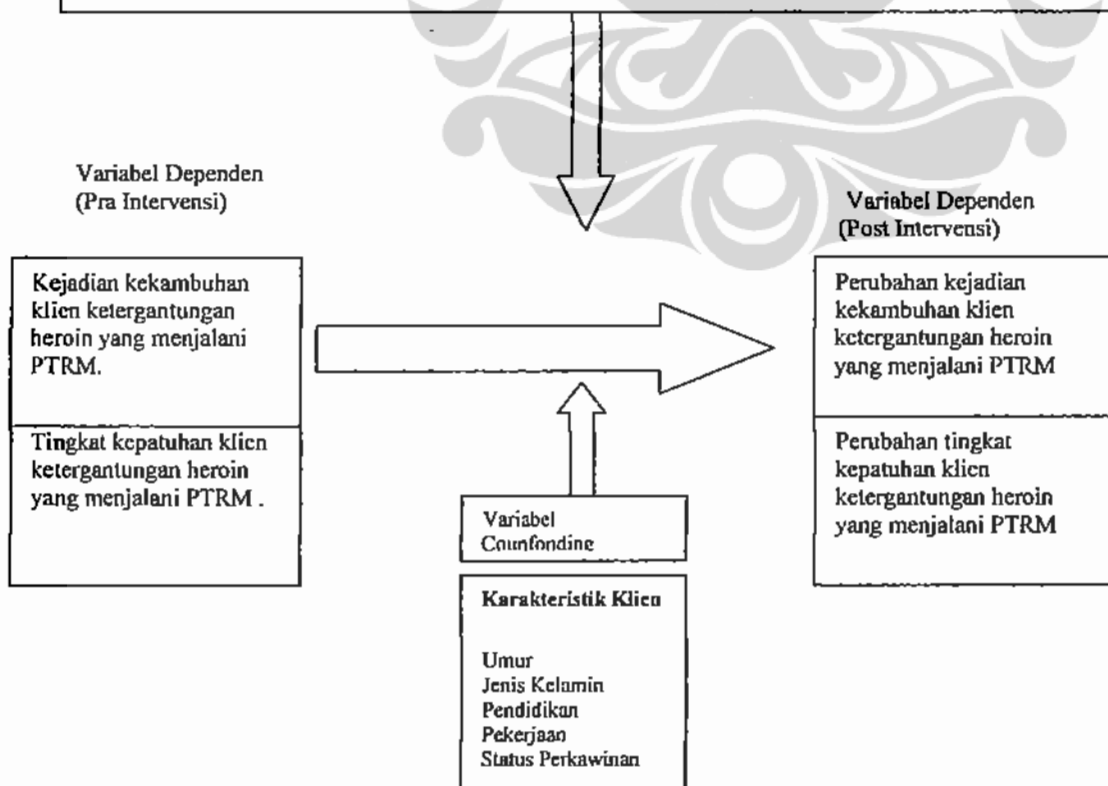 Variabel Dependen
(Pra Intervensi)
Variabel Dependen
(Post Intervensi)
Kejadian kekambuhan
klien ketergantungan
heroin yang menjalani
PTRM.
Tingkat kepatuhan klien
ketergantungan heroin
yang menjalani PTRM .
Perubahan kejadian
kekambuhan klien
ketergantungan heroin
yang menjalani PTRM
Perubahan tingkat
kepatuhan klien
ketergantungan heroin
yang menjalani PTRM
Variabel
Counfonding
Karakteristik Klien
Umur
Jenis Kelamin
Pendidikan
Pekerjaan
Status Perkawinan